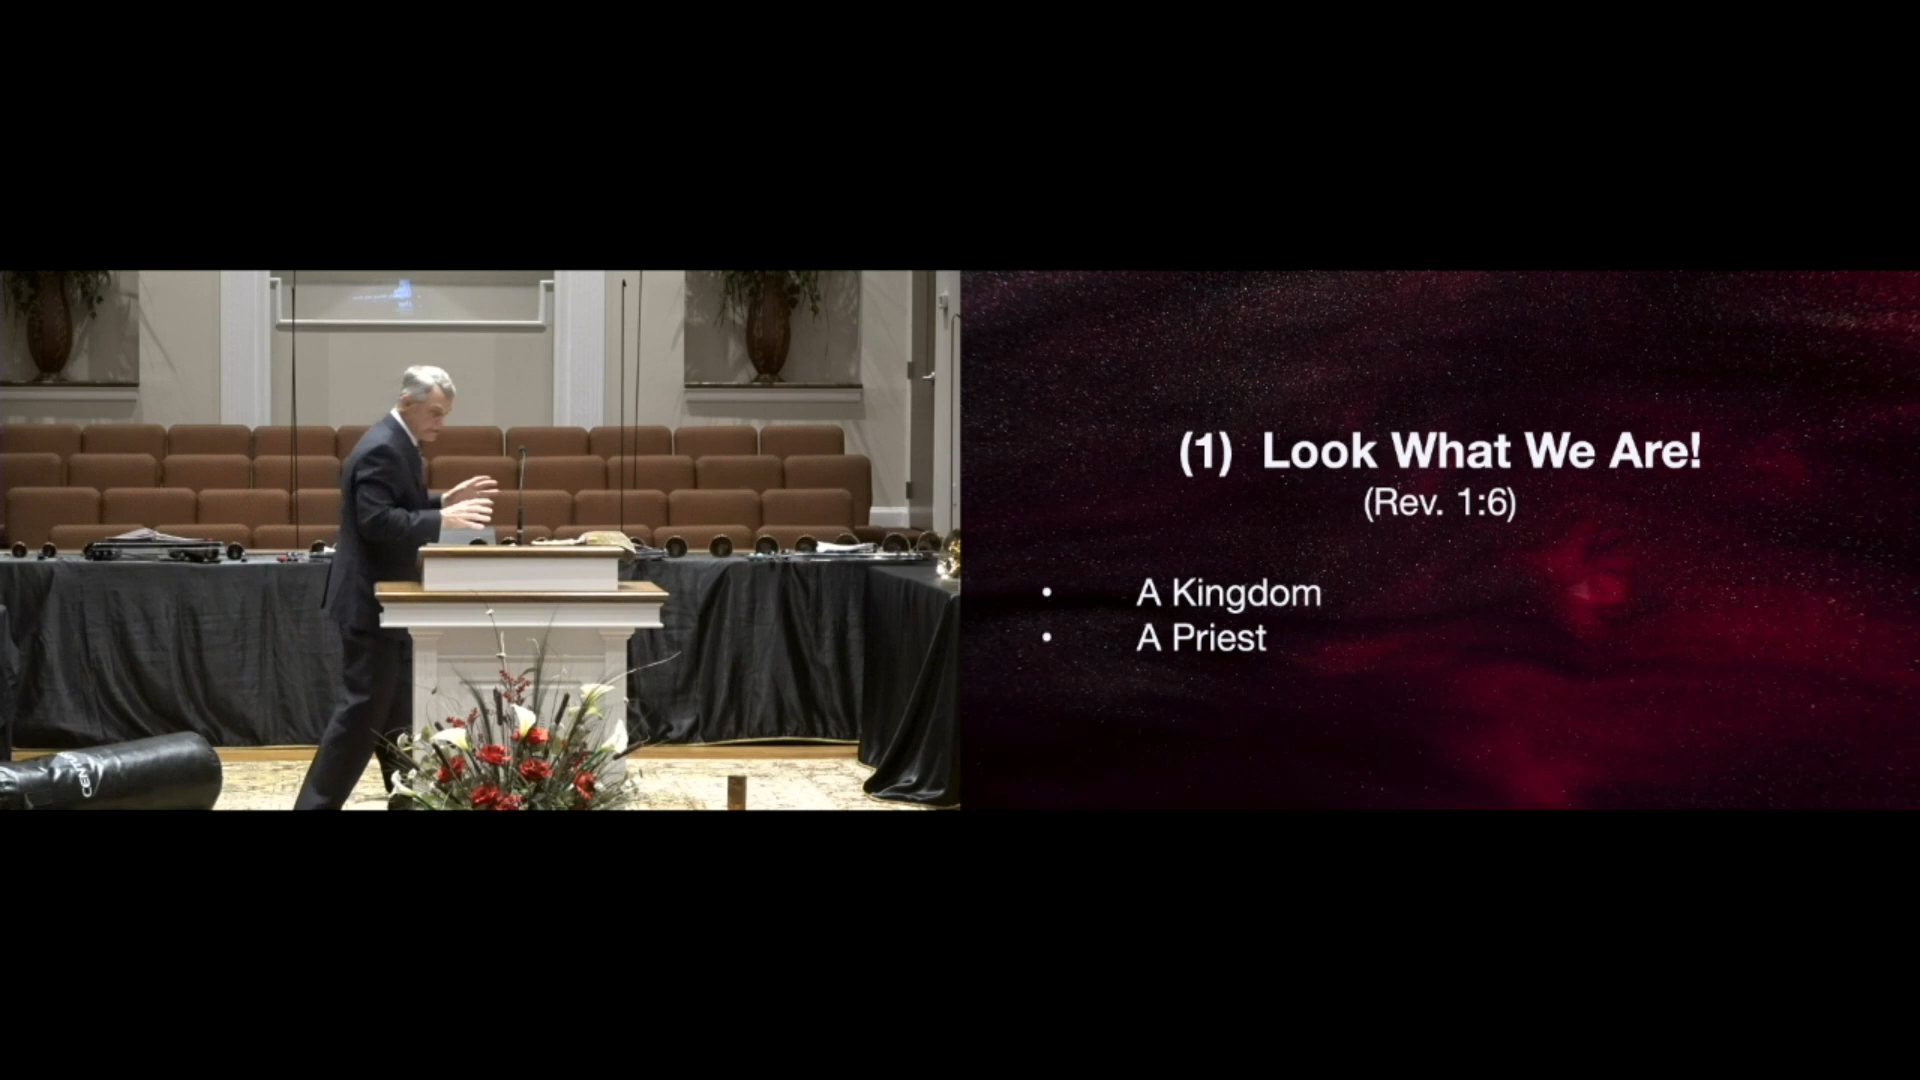 (1) Look What We Are!
(Rev. 1:6)
• A Kingdom
• A Priest